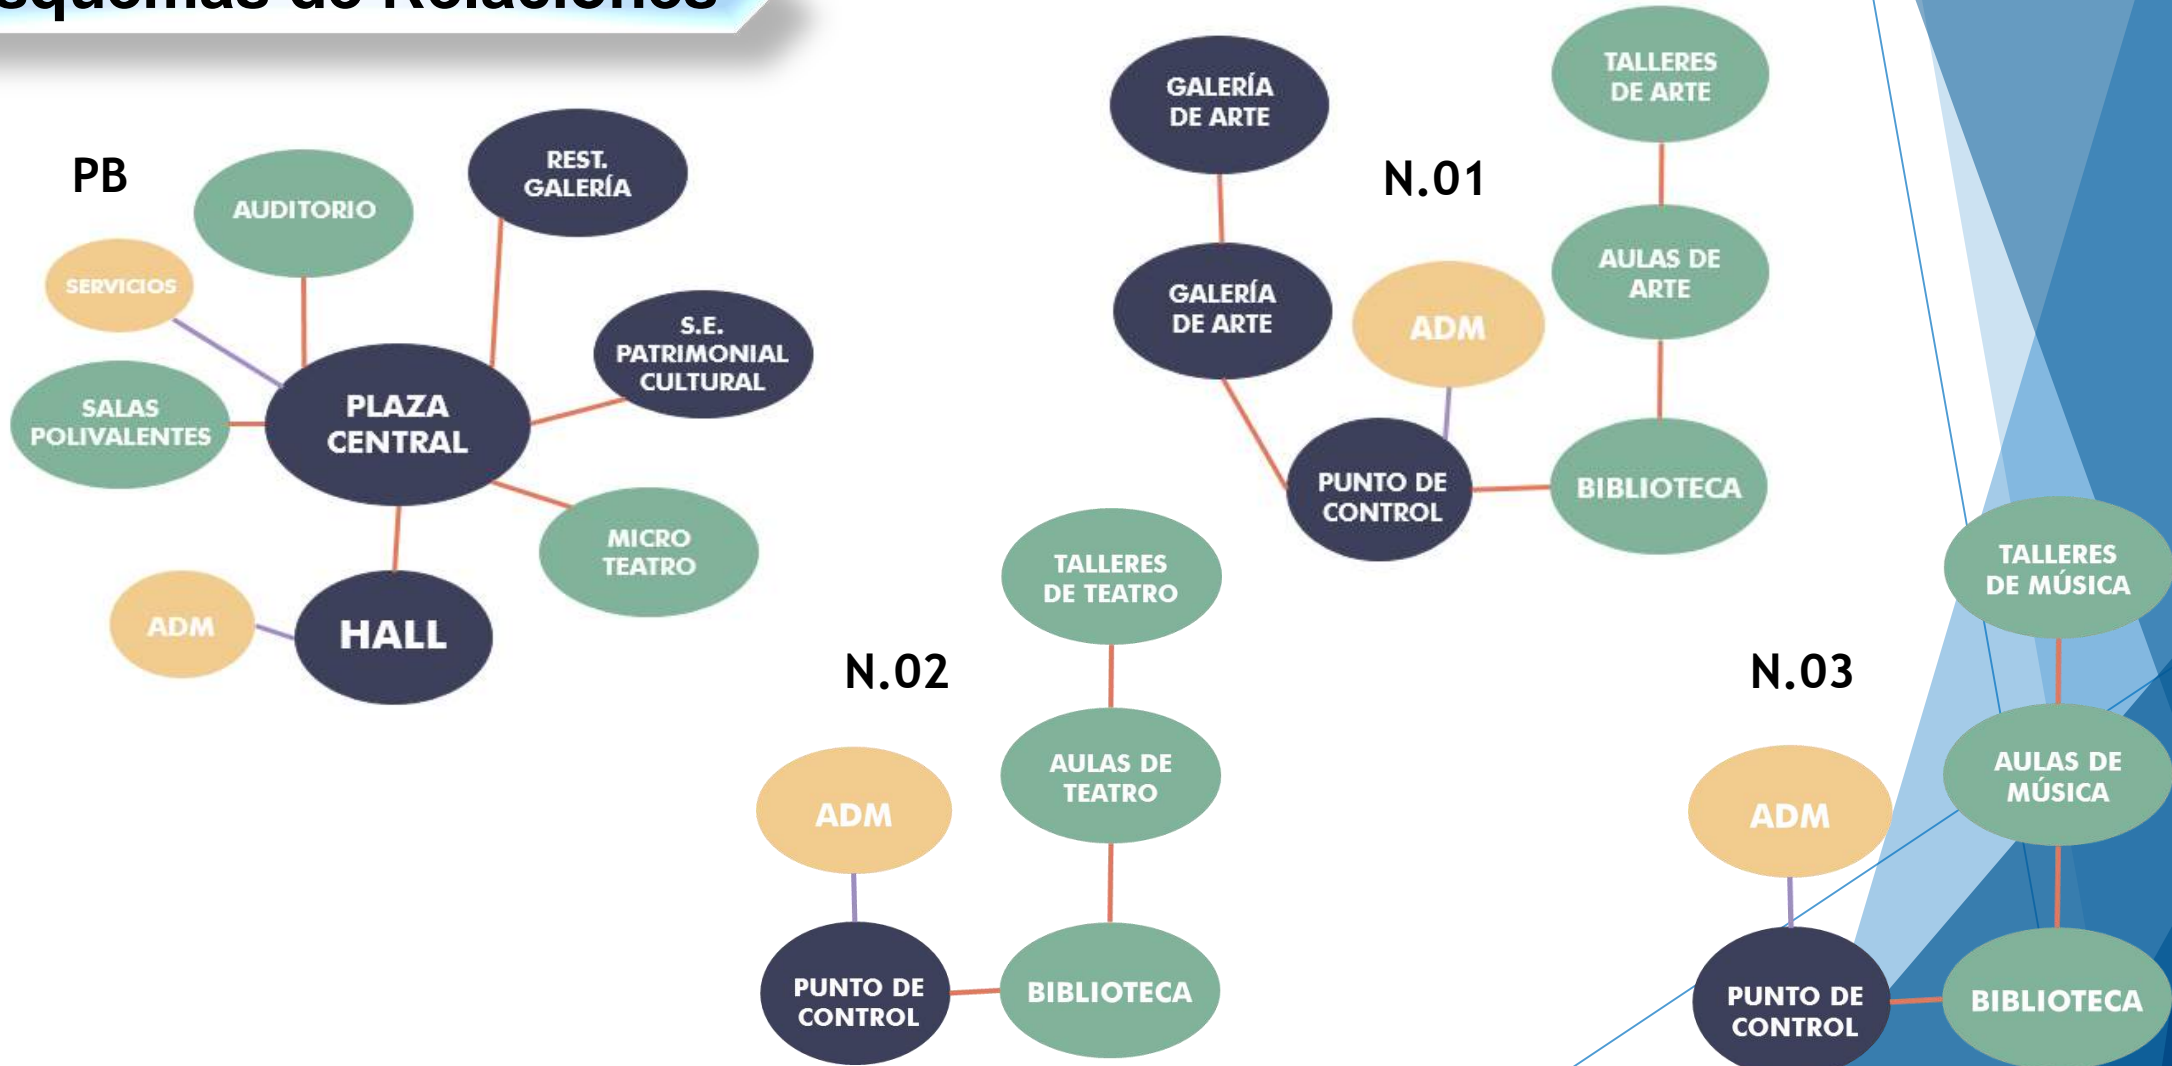 squemas de Relaciones
PB
AUDITORIO
REST.
GALERÍA
SERVICIOS
S.E.
PATRIMONIAL
CULTURAL
SALAS
POLIVALENTES
PLAZA
CENTRAL
MICRO
TEATRO
ADM
HALL
N.01
GALERÍA
DE ARTE
TALLERES
DE ARTE
GALERÍA
DE ARTE
ADM
AULAS DE
ARTE
PUNTO DE
CONTROL
BIBLIOTECA
N.02
TALLERES
DE TEATRO
AULAS DE
TEATRO
ADM
PUNTO DE
CONTROL
BIBLIOTECA
N.03
TALLERES
DE MÚSICA
AULAS DE
MÚSICA
ADM
PUNTO DE
CONTROL
BIBLIOTECA